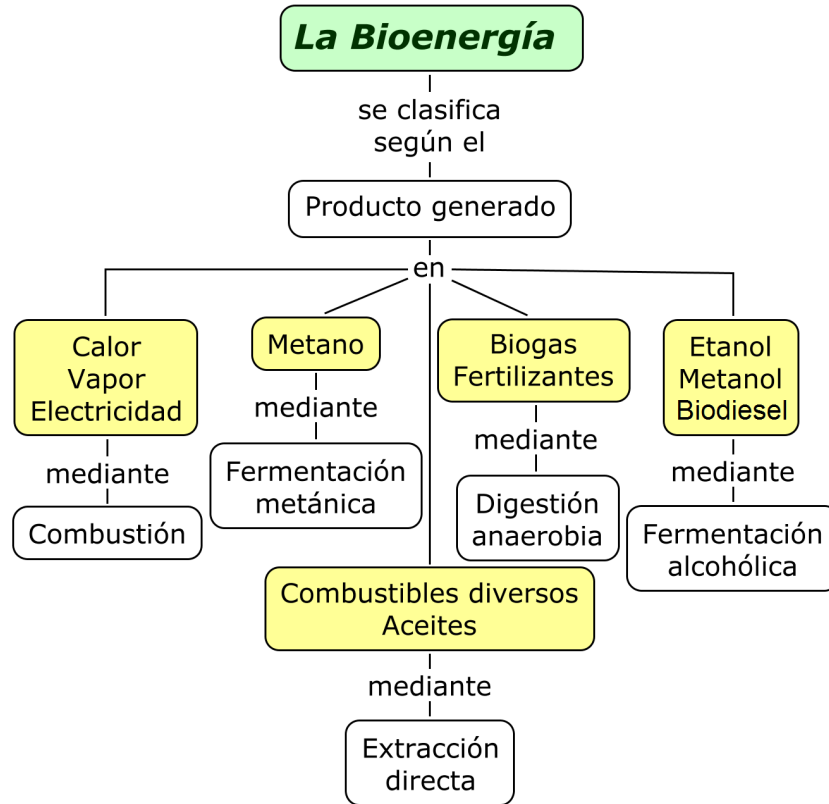 La Bioenergía
se clasifica
según el
Producto generado
en
Calor
Vapor
Electricidad
mediante
Combustión
Metano
mediante
Fermentación
metánica
Combustibles diversos
Aceites
mediante
Extracción
directa
Biogas
Fertilizantes
mediante
Digestión
anaerobia
Etanol
Metanol
Biodiesel
mediante
Fermentación
alcohólica